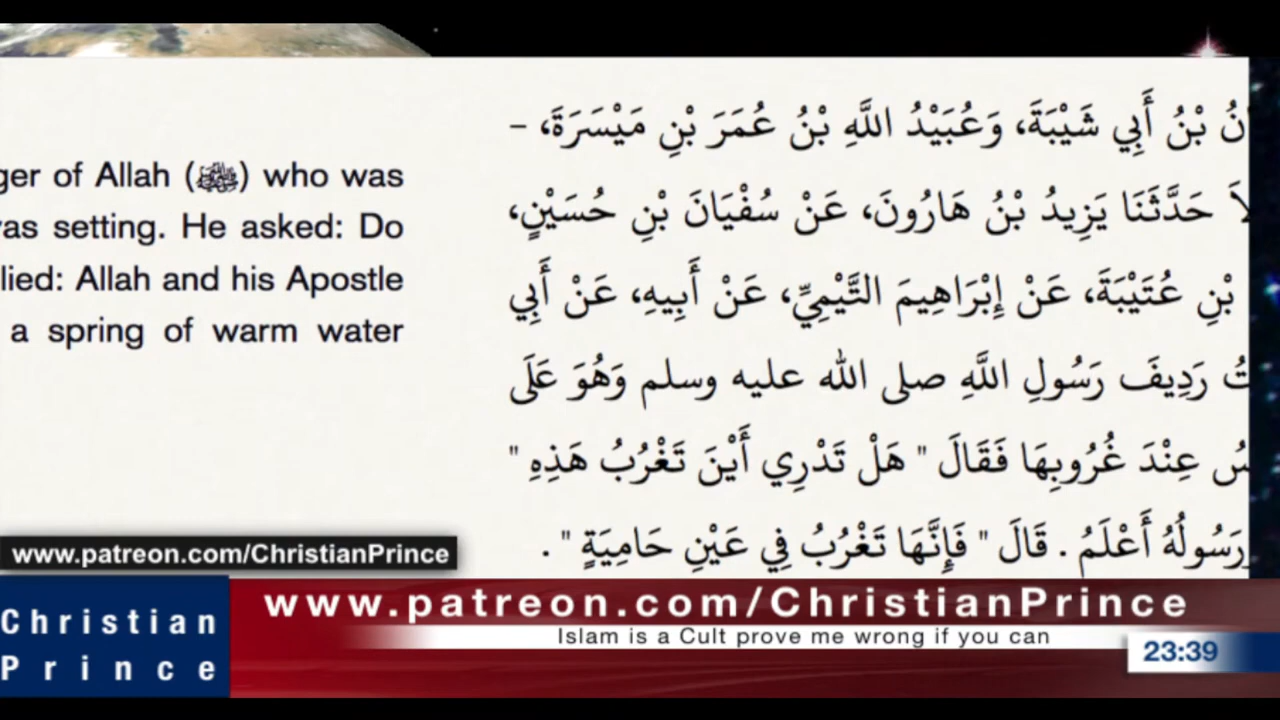 ger of Allah (ﷺ) who was
as setting. He asked: Do
lied: Allah and his Apostle
a spring of warm water
نُ بْنُ أَبِي شَيْبَةَ، وَعُبَيْدُ اللَّهِ بْنُ عُمَرَ بْنِ مَيْسَرَةَ، -
لاَ حَدَّثَنَا يَزِيدُ بْنُ هَارُونَ، عَنْ سُفْيَانَ بْنِ حُسَيْنٍ،
بْنِ عُتَيْبَةَ، عَنْ إِبْرَاهِيمَ التَّيْمِيِّ، عَنْ أَبِيهِ، عَنْ أَبِي
تُ رَدِيفَ رَسُولِ اللَّهِ صلى الله عليه وسلم وَهُوَ عَلَى
سُ عِنْدَ غُرُوبِهَا فَقَالَ " هَلْ تَدْرِي أَيْنَ تَغْرُبُ هَذِهِ "
رَسُولُهُ أَعْلَمُ . قَالَ " فَإِنَّهَا تَغْرُبُ فِي عَيْنِ حَامِيَةٍ " .
www.patreon.com/ChristianPrince
www.patreon.com/ChristianPrince
Islam is a Cult prove me wrong if you can
Christian
Prince
23:39